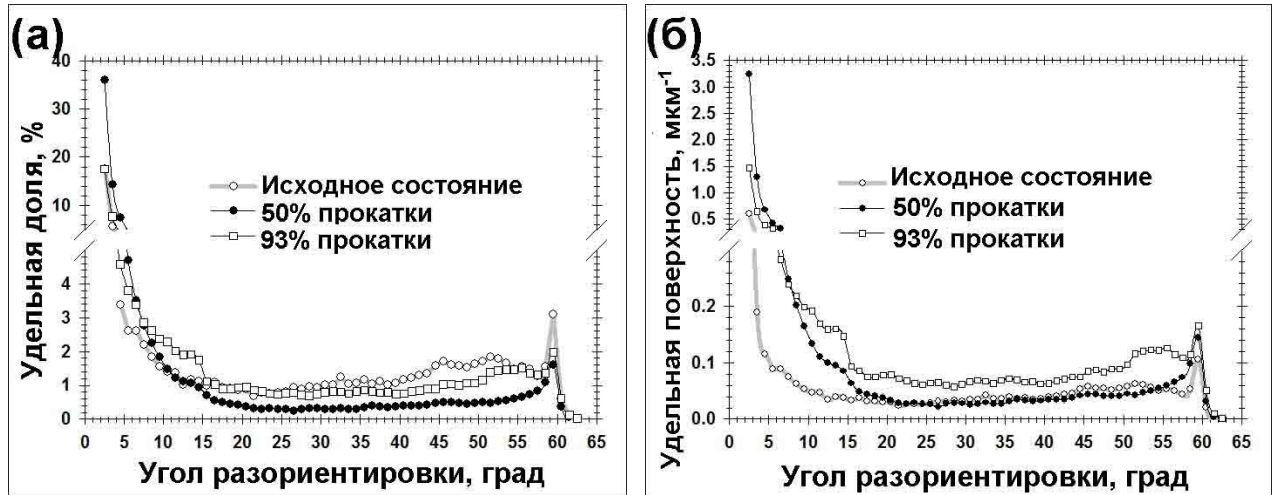 (а)
Удельная доля, %
40
30
20
10
4
3
2
1
0
Исходное состояние
50% прокатки
93% прокатки
0 5 10 15 20 25 30 35 40 45 50 55 60 65
Угол разориентировки, град
(б)
Удельная поверхность, мкм⁻¹
3.5
3.0
2.5
2.0
1.5
1.0
0.5
0.2
0.1
0.0
Исходное состояние
50% прокатки
93% прокатки
0 5 10 15 20 25 30 35 40 45 50 55 60 65
Угол разориентировки, град